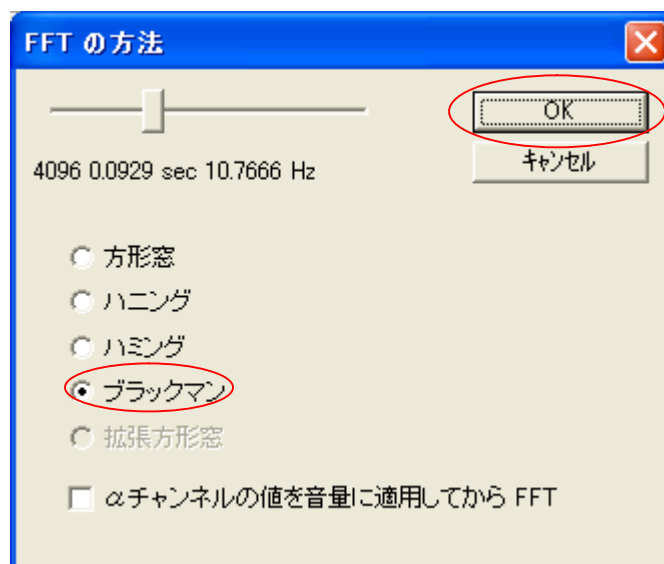 FFT の方法
OK
4096 0.0929 sec 10.7666 Hz
キャンセル
方形窓
ハニング
ハミング
ブラックマン
拡張方形窓
αチャンネルの値を音量に適用してから FFT